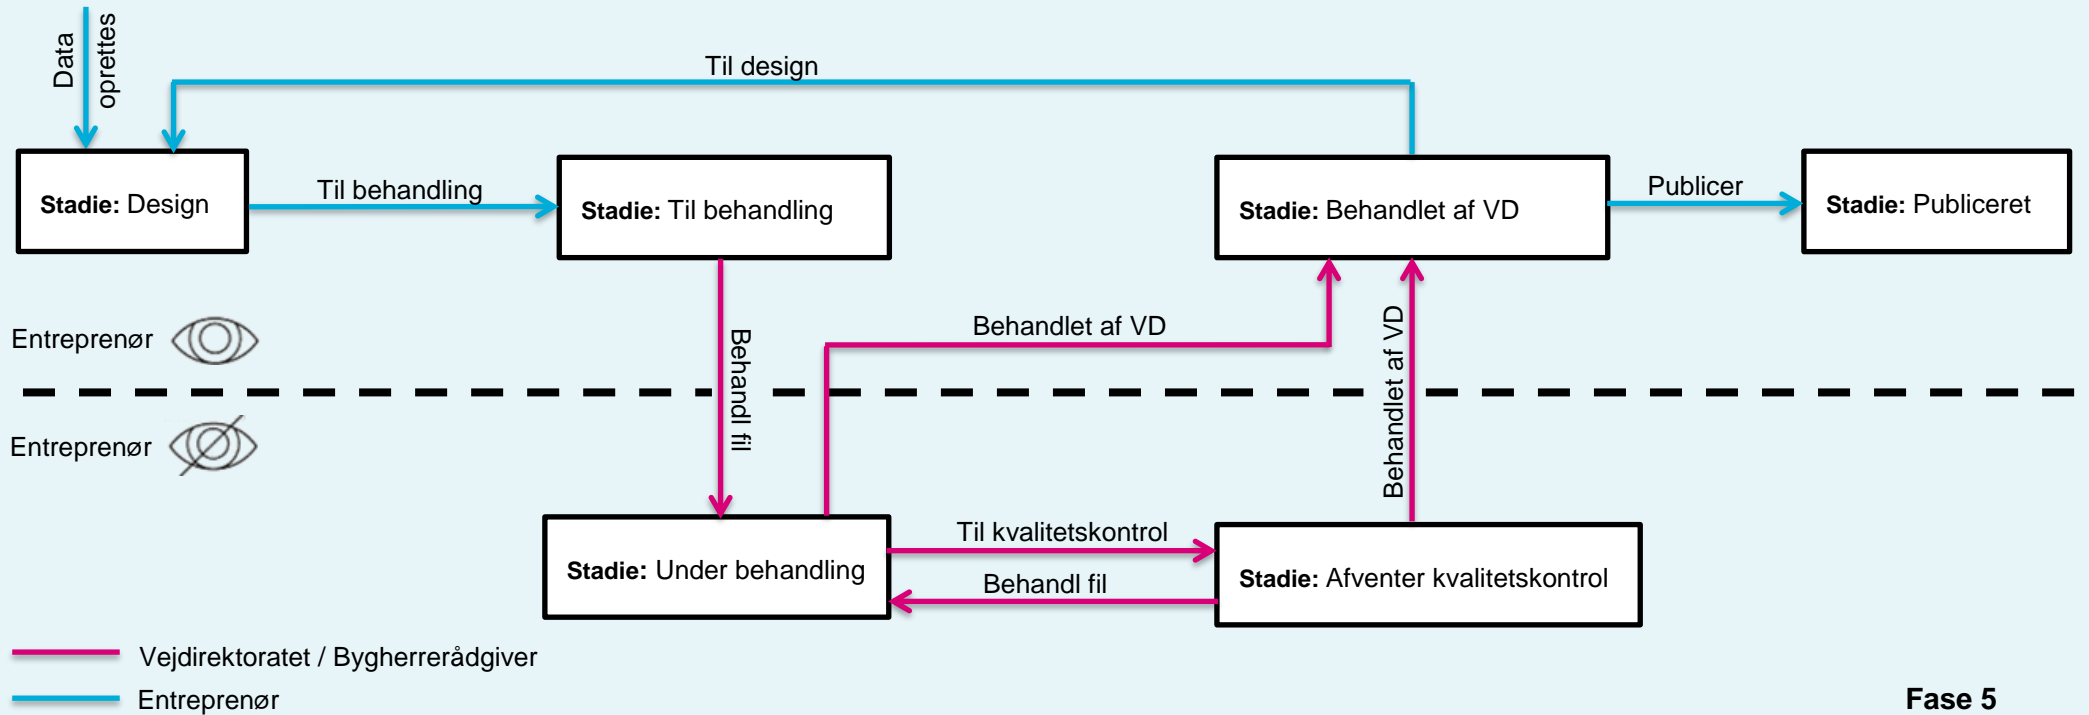 Data
oprettes
Til design
Stadie: Design
Til behandling
Stadie: Til behandling
Stadie: Behandlet af VD
Publicer
Stadie: Publiceret
Entreprenør
Behandl fil
Behandlet af VD
Behandlet af VD
Entreprenør
Stadie: Under behandling
Til kvalitetskontrol
Behandl fil
Stadie: Afventer kvalitetskontrol
Vejdirektoratet / Bygherrerådgiver
Entreprenør
Fase 5